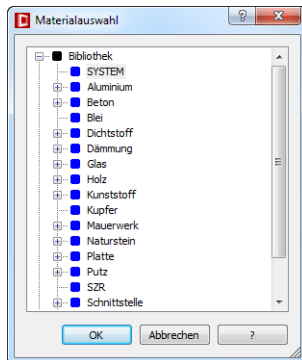 Materialauswahl
?
Bibliothek
SYSTEM
Aluminium
Beton
Blei
Dichtstoff
Dämmung
Glas
Holz
Kunststoff
Kupfer
Mauerwerk
Naturstein
Platte
Putz
SZR
Schnittstelle
OK Abbrechen ?